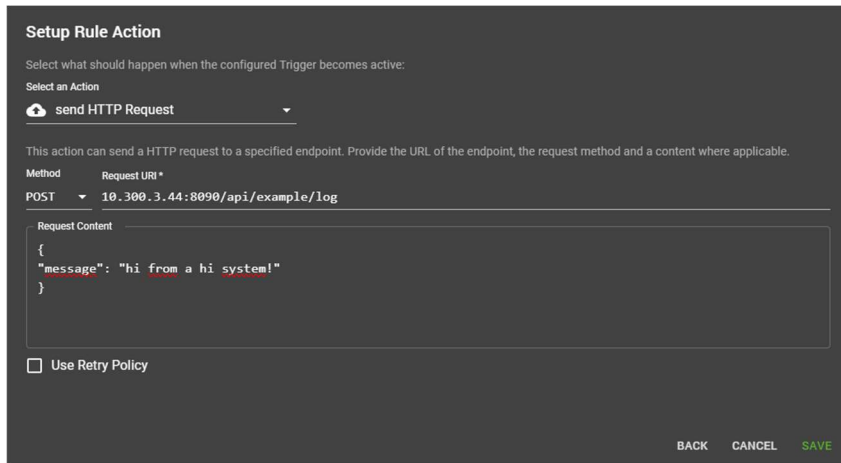 Setup Rule Action
Select what should happen when the configured Trigger becomes active:
Select an Action
send HTTP Request
This action can send a HTTP request to a specified endpoint. Provide the URL of the endpoint, the request method and a content where applicable.
Method Request URI *
POST 10.300.3.44:8090/api/example/log
Request Content
{
"message": "hi from a hi system!"
}
Use Retry Policy
BACK CANCEL SAVE